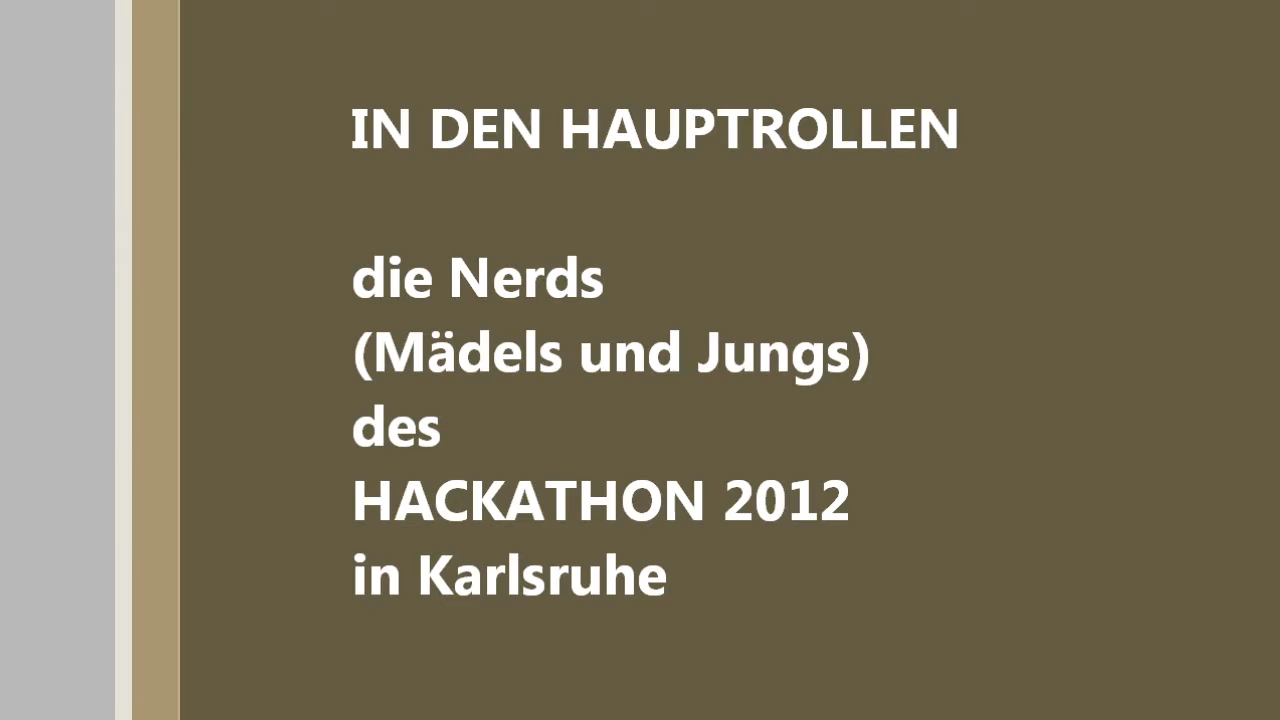 IN DEN HAUPTROLLEN
die Nerds
(Mädels und Jungs)
des
HACKATHON 2012
in Karlsruhe